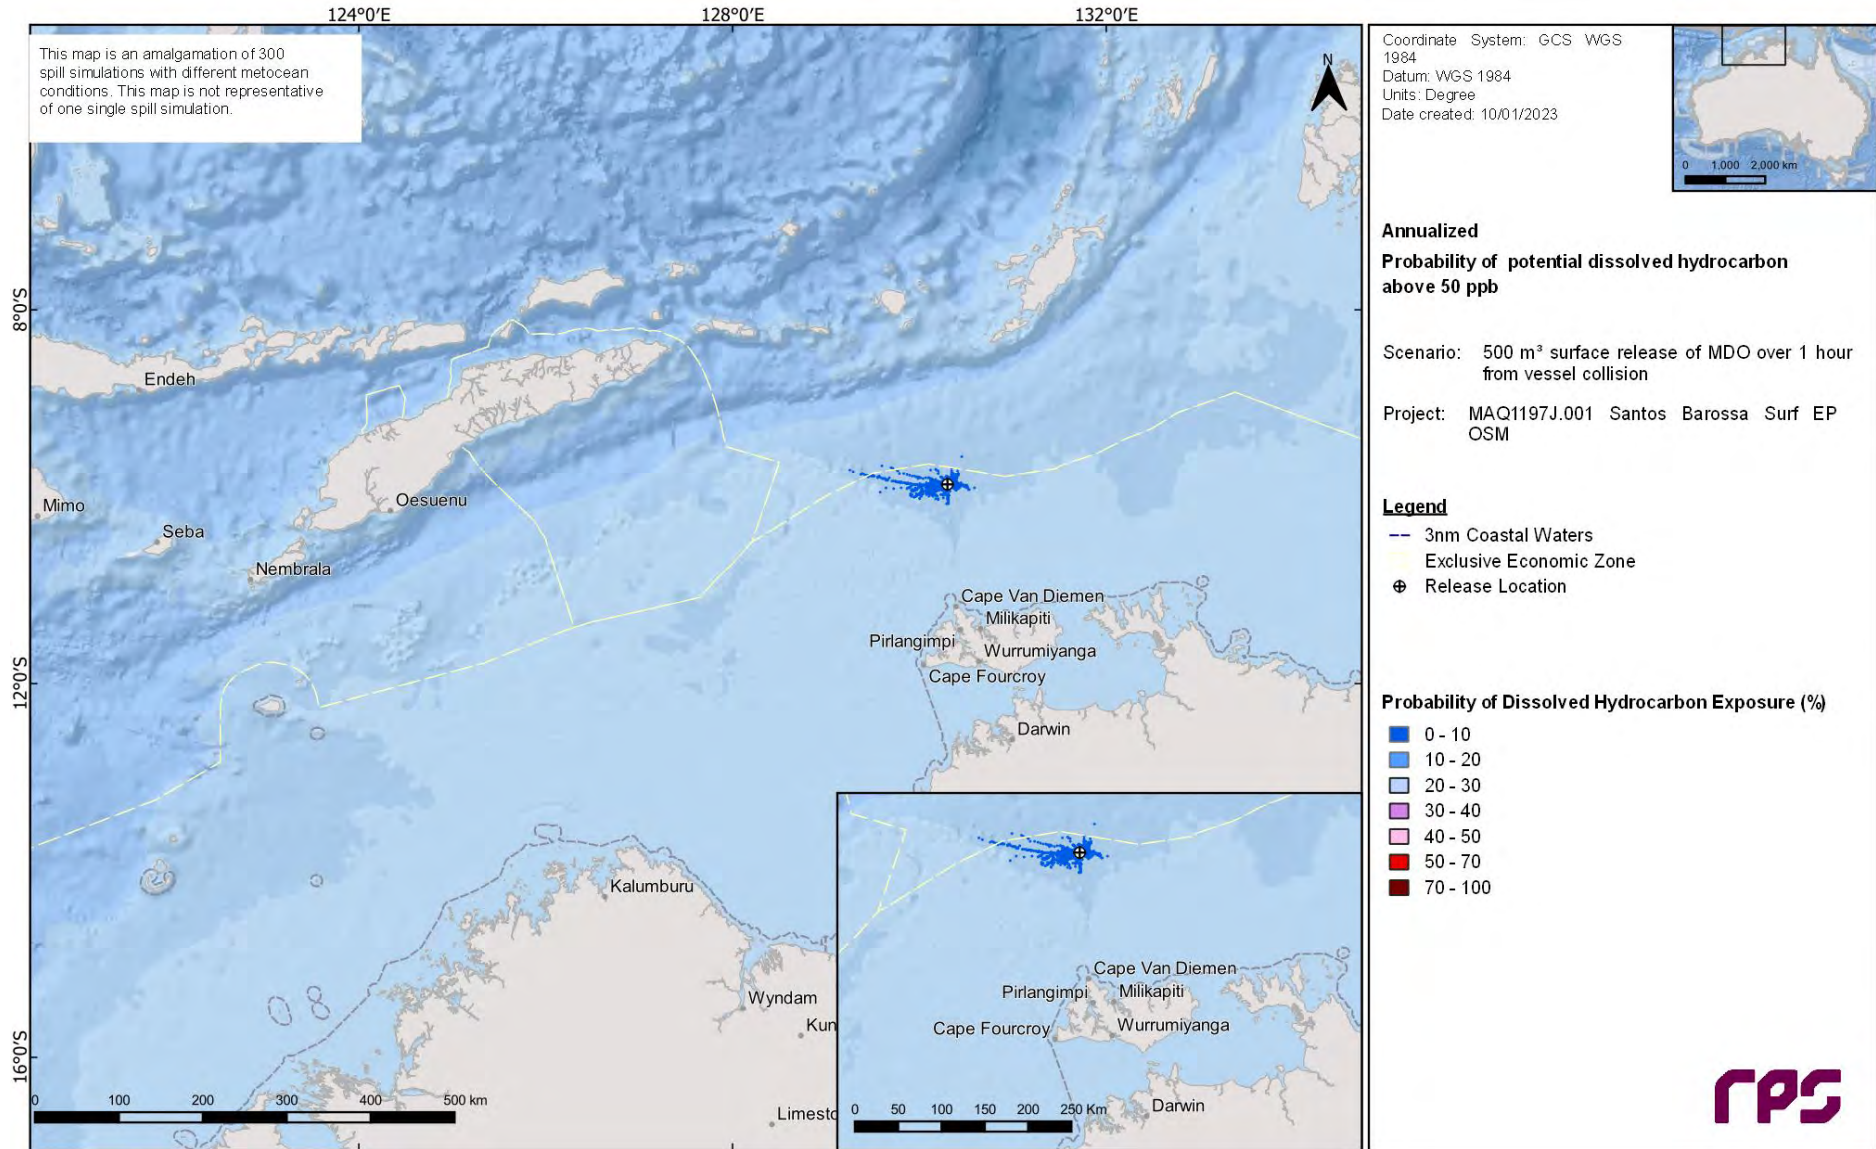 124°0'E
128°0'E
132°0'E
This map is an amalgamation of 300
spill simulations with different metocean
conditions. This map is not representative
of one single spill simulation.
N
8°0'S
12°0'S
16°0'S
Endeh
Mimo
Seba
Oesuenu
Nembrala
Cape Van Diemen
Milikapiti
Pirlangimpi
Wurrumiyanga
Cape Fourcroy
Darwin
Kalumburu
Wyndam
Kun
Limesto
0 100 200 300 400 500 km
Cape Van Diemen
Pirlangimpi
Milikapiti
Cape Fourcroy
Wurrumiyanga
Darwin
0 50 100 150 200 250 Km
Coordinate System: GCS WGS
1984
Datum: WGS 1984
Units: Degree
Date created: 10/01/2023
0 1,000 2,000 km
Annualized
Probability of potential dissolved hydrocarbon
above 50 ppb
Scenario: 500 m³ surface release of MDO over 1 hour
from vessel collision
Project: MAQ1197J.001 Santos Barossa Surf EP
OSM
Legend
3nm Coastal Waters
Exclusive Economic Zone
Release Location
Probability of Dissolved Hydrocarbon Exposure (%)
0 - 10
10 - 20
20 - 30
30 - 40
40 - 50
50 - 70
70 - 100
rps